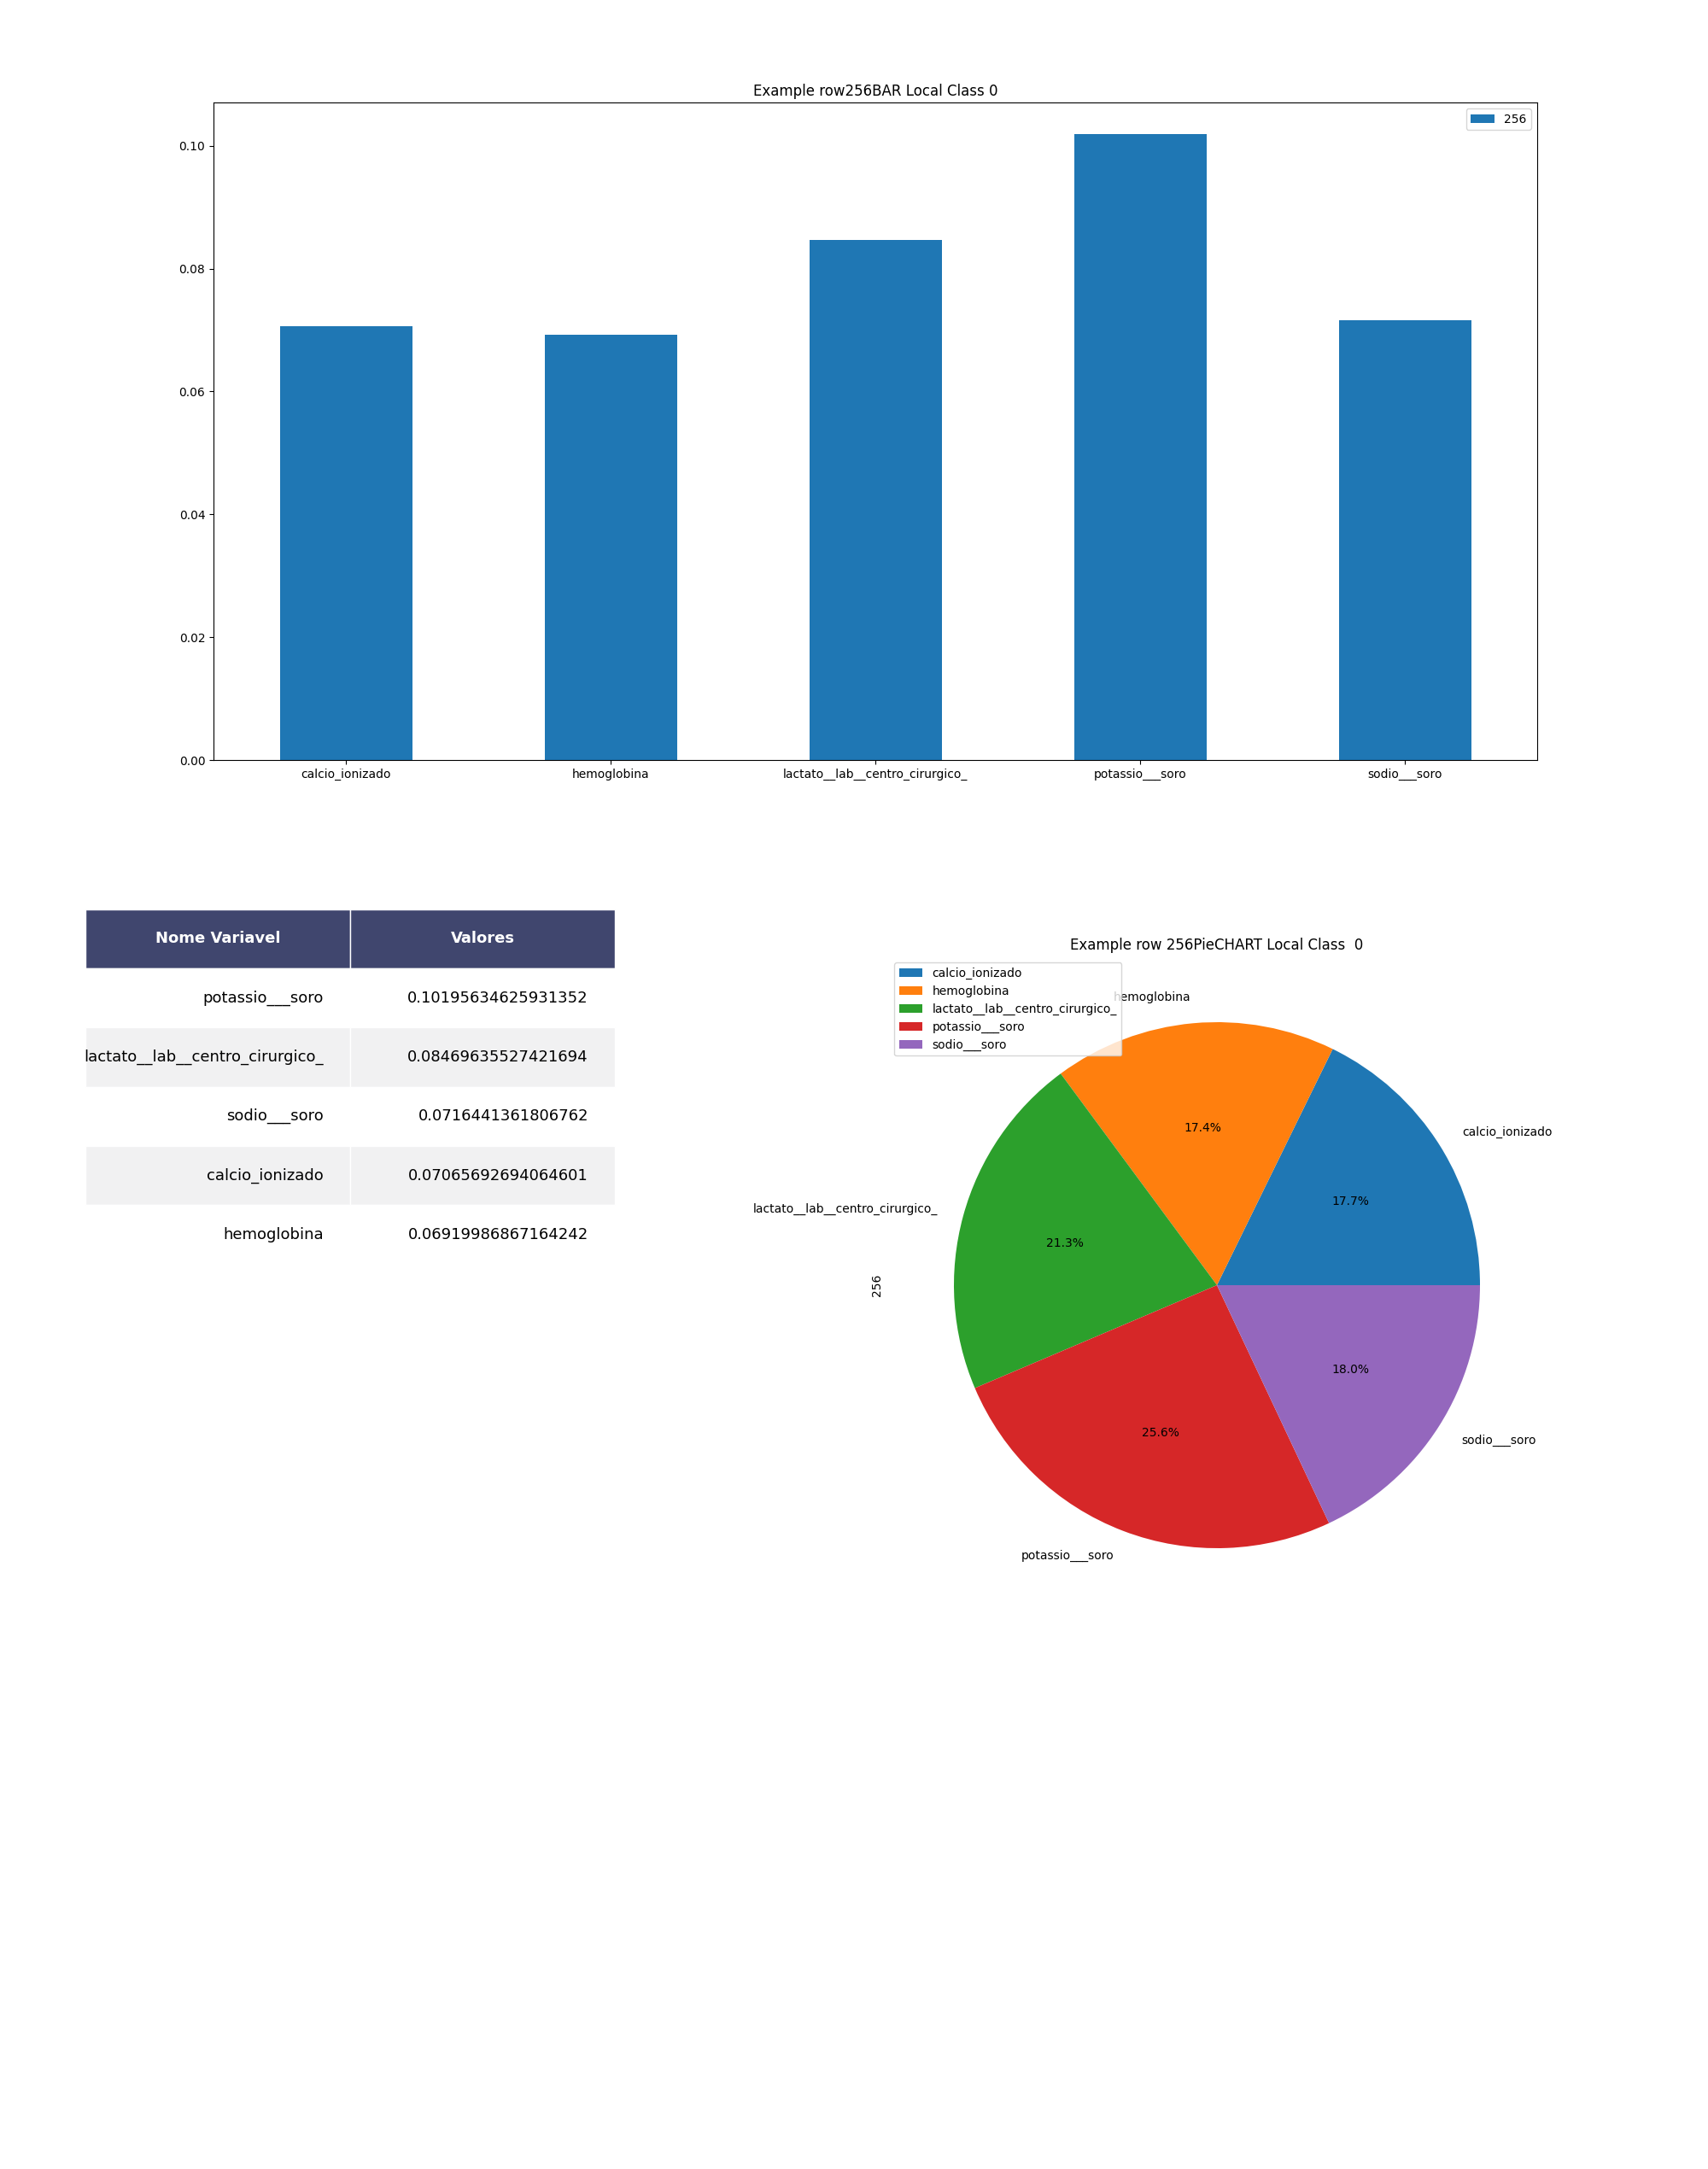 Example row256BAR Local Class 0
256
0.10
0.08
0.06
0.04
0.02
0.00
calcio_ionizado
hemoglobina
lactato__lab__centro_cirurgico_
potassio___soro
sodio___soro
Nome Variavel Valores
potassio___soro 0.10195634625931352
lactato__lab__centro_cirurgico_ 0.08469635527421694
sodio___soro 0.0716441361806762
calcio_ionizado 0.07065692694064601
hemoglobina 0.06919986867164242
Example row 256PieCHART Local Class  0
calcio_ionizado
hemoglobina
lactato__lab__centro_cirurgico_
potassio___soro
sodio___soro
hemoglobina
calcio_ionizado
lactato__lab__centro_cirurgico_
potassio___soro
sodio___soro
17.4%
17.7%
21.3%
25.6%
18.0%
256